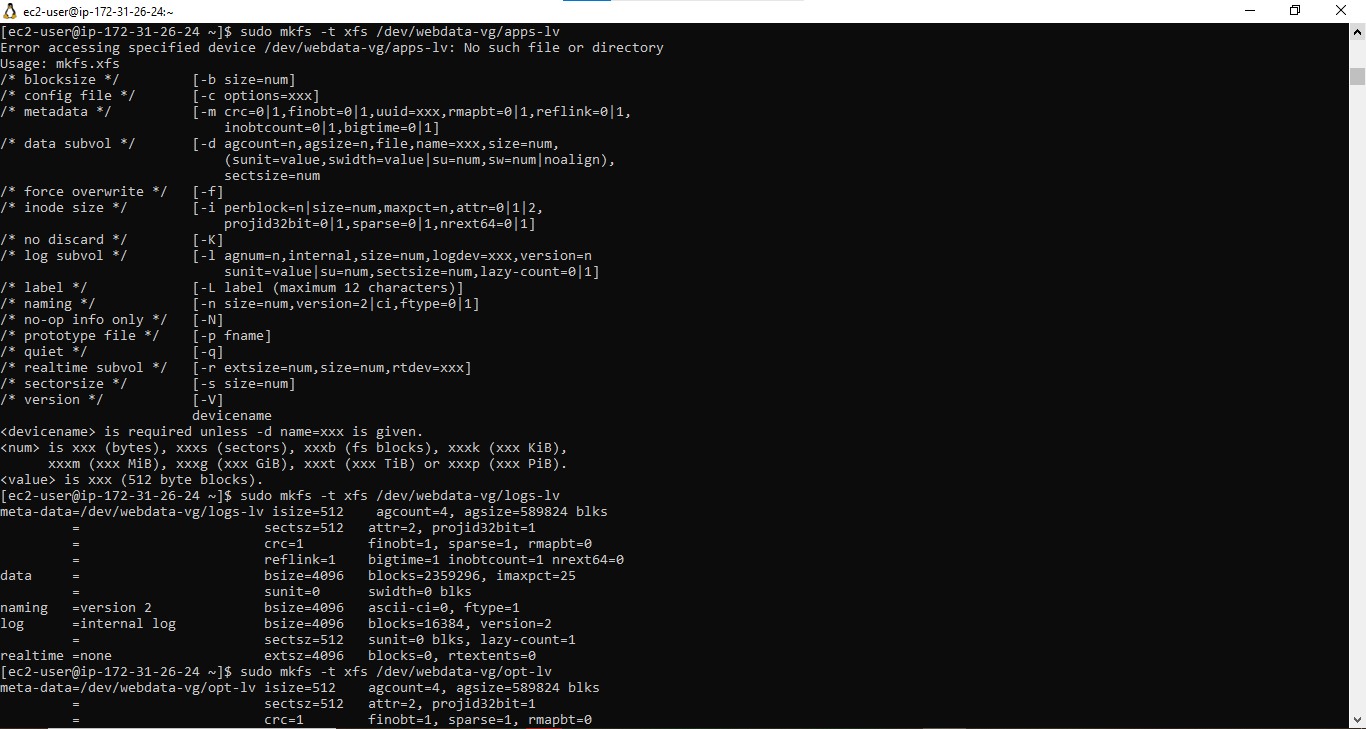 ec2-user@ip-172-31-26-24:~
[ec2-user@ip-172-31-26-24 ~]$ sudo mkfs -t xfs /dev/webdata-vg/apps-lv
Error accessing specified device /dev/webdata-vg/apps-lv: No such file or directory
Usage: mkfs.xfs
/* blocksize */         [-b size=num]
/* config file */       [-c options=xxx]
/* metadata */          [-m crc=0|1,finobt=0|1,uuid=xxx,rmapbt=0|1,reflink=0|1,
                            inobtcount=0|1,bigtime=0|1]
/* data subvol */       [-d agcount=n,agsize=n,file,name=xxx,size=num,
                            (sunit=value,swidth=value|su=num,sw=num|noalign),
                            sectsize=num
/* force overwrite */   [-f]
/* inode size */        [-i perblock=n|size=num,maxpct=n,attr=0|1|2,
                            projid32bit=0|1,sparse=0|1,nrext64=0|1]
/* no discard */        [-K]
/* log subvol */        [-l agnum=n,internal,size=num,logdev=xxx,version=n
                            sunit=value|su=num,sectsize=num,lazy-count=0|1]
/* label */             [-L label (maximum 12 characters)]
/* naming */            [-n size=num,version=2|ci,ftype=0|1]
/* no-op info only */   [-N]
/* prototype file */    [-p fname]
/* quiet */             [-q]
/* realtime subvol */   [-r extsize=num,size=num,rtdev=xxx]
/* sectorsize */        [-s size=num]
/* version */           [-V]
                        devicename
<devicename> is required unless -d name=xxx is given.
<num> is xxx (bytes), xxxs (sectors), xxxb (fs blocks), xxxk (xxx KiB),
      xxxm (xxx MiB), xxxg (xxx GiB), xxxt (xxx TiB) or xxxp (xxx PiB).
<value> is xxx (512 byte blocks).
[ec2-user@ip-172-31-26-24 ~]$ sudo mkfs -t xfs /dev/webdata-vg/logs-lv
meta-data=/dev/webdata-vg/logs-lv isize=512    agcount=4, agsize=589824 blks
         =                       sectsz=512   attr=2, projid32bit=1
         =                       crc=1        finobt=1, sparse=1, rmapbt=0
         =                       reflink=1    bigtime=1 inobtcount=1 nrext64=0
data     =                       bsize=4096   blocks=2359296, imaxpct=25
         =                       sunit=0      swidth=0 blks
naming   =version 2              bsize=4096   ascii-ci=0, ftype=1
log      =internal log           bsize=4096   blocks=16384, version=2
         =                       sectsz=512   sunit=0 blks, lazy-count=1
realtime =none                   extsz=4096   blocks=0, rtextents=0
[ec2-user@ip-172-31-26-24 ~]$ sudo mkfs -t xfs /dev/webdata-vg/opt-lv
meta-data=/dev/webdata-vg/opt-lv isize=512    agcount=4, agsize=589824 blks
         =                       sectsz=512   attr=2, projid32bit=1
         =                       crc=1        finobt=1, sparse=1, rmapbt=0